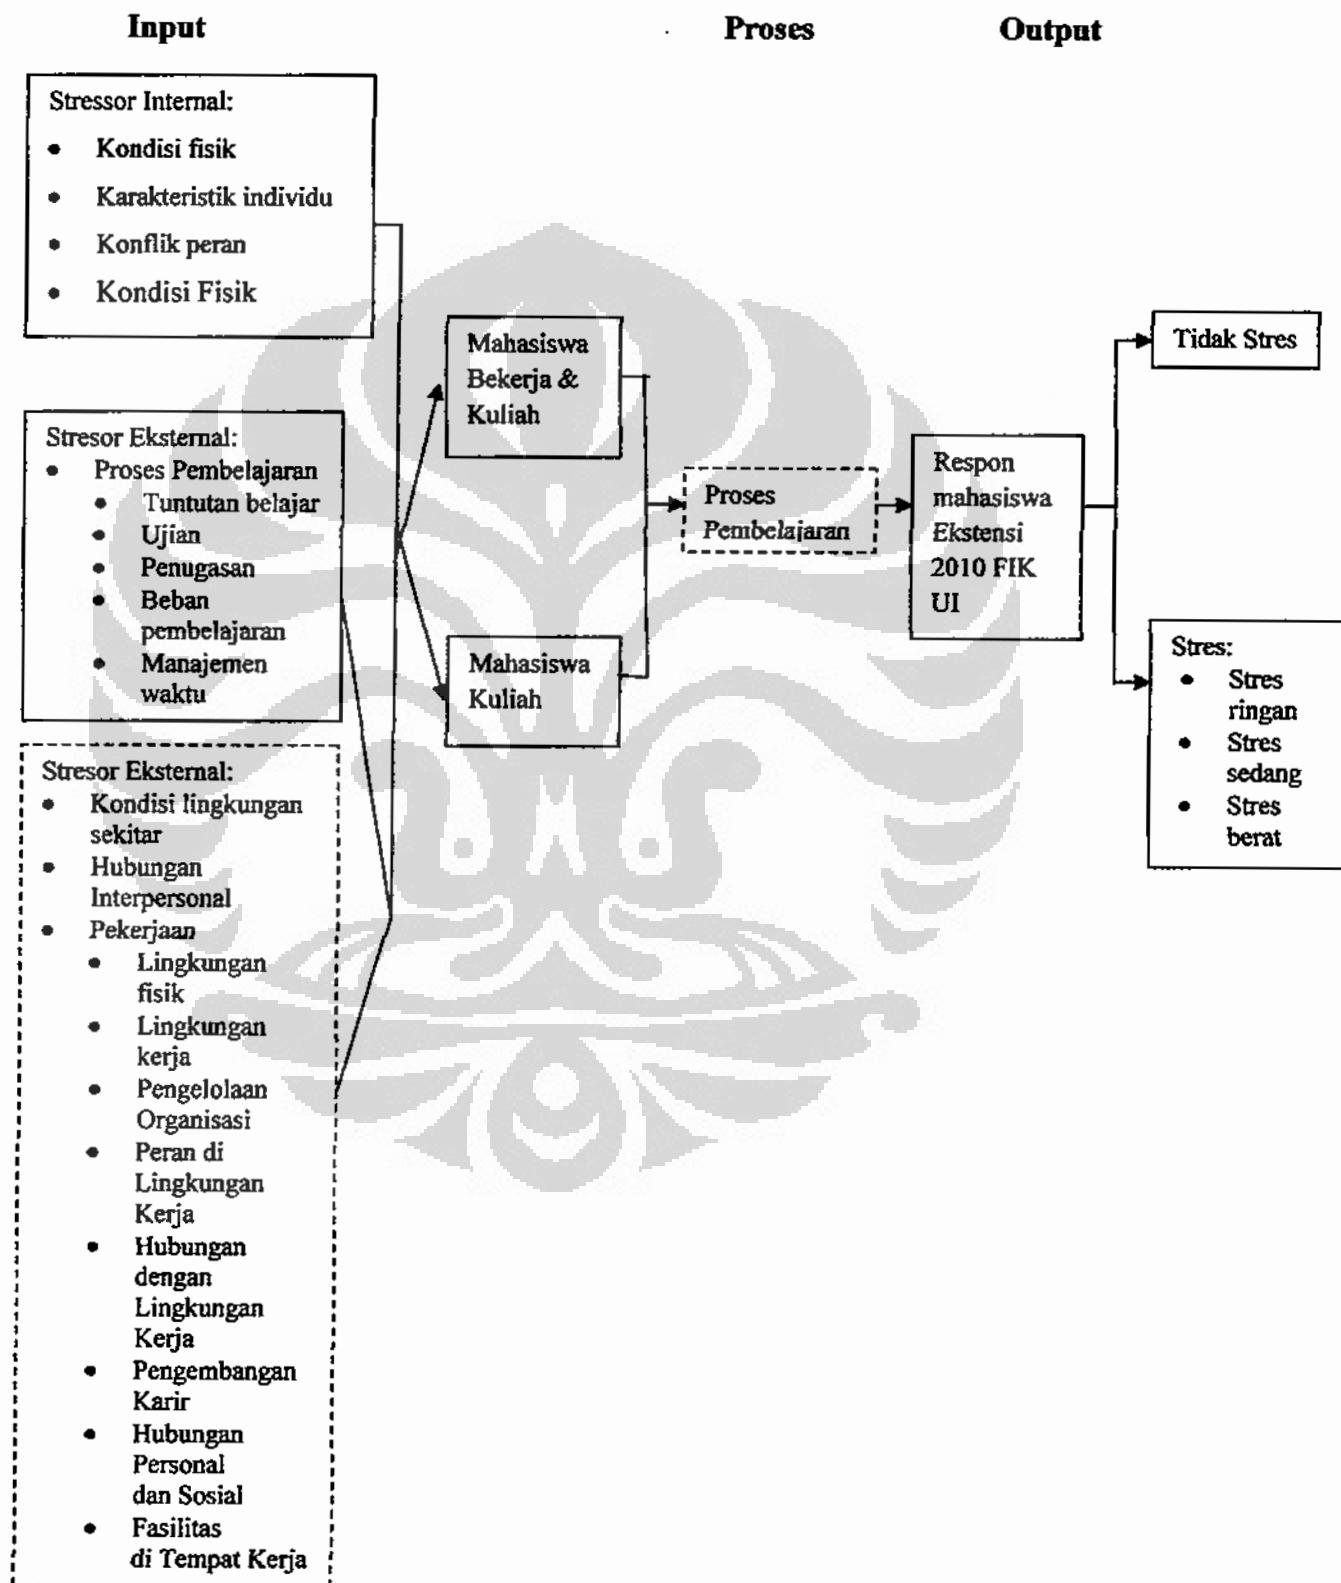 Input
Proses
Output
Stressor Internal:
• Kondisi fisik
• Karakteristik individu
• Konflik peran
• Kondisi Fisik
Stresor Eksternal:
• Proses Pembelajaran
• Tuntutan belajar
• Ujian
• Penugasan
• Beban
pembelajaran
• Manajemen
waktu
Stresor Eksternal:
• Kondisi lingkungan
sekitar
• Hubungan
Interpersonal
• Pekerjaan
• Lingkungan
fisik
• Lingkungan
kerja
• Pengelolaan
Organisasi
• Peran di
Lingkungan
Kerja
• Hubungan
dengan
Lingkungan
Kerja
• Pengembangan
Karir
• Hubungan
Personal
dan Sosial
• Fasilitas
di Tempat Kerja
Mahasiswa
Bekerja &
Kuliah
Mahasiswa
Kuliah
Proses
Pembelajaran
Respon
mahasiswa
Ekstensi
2010 FIK
UI
Tidak Stres
Stres:
• Stres
ringan
• Stres
sedang
• Stres
berat